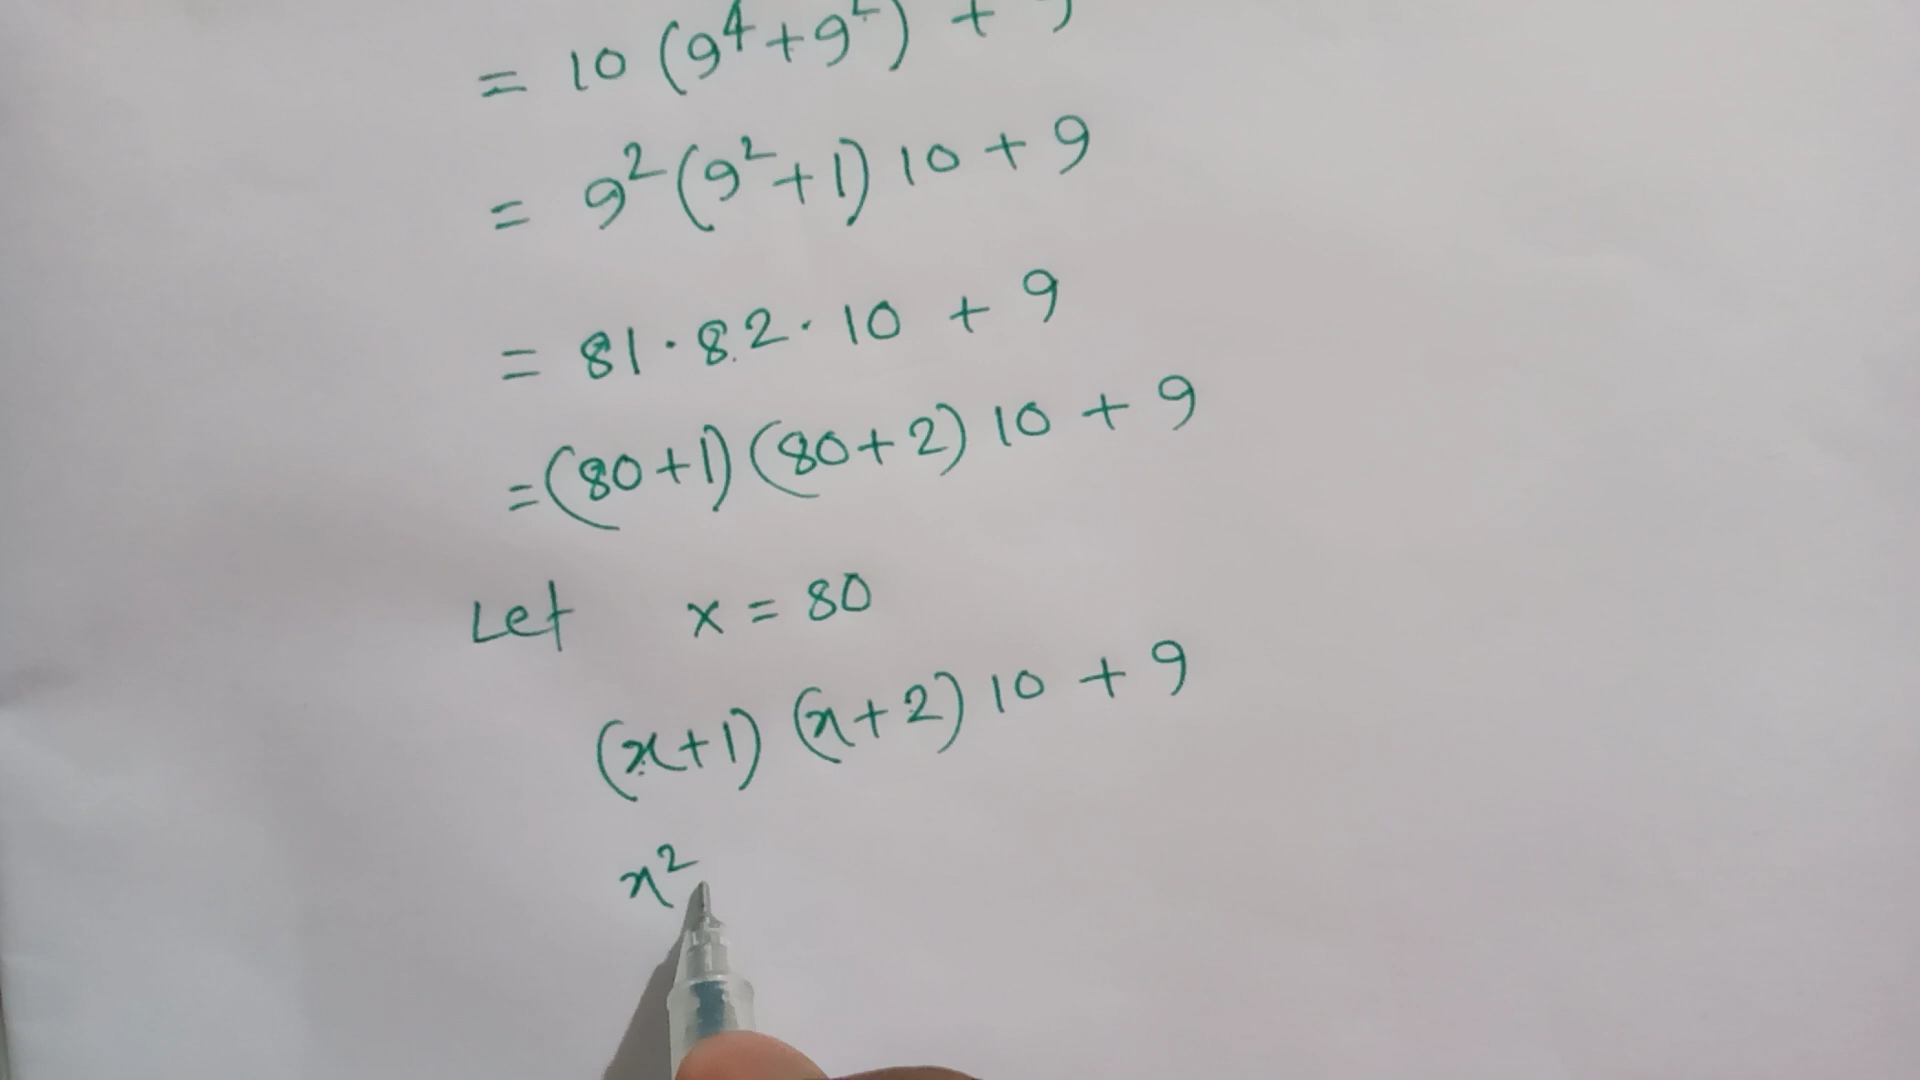 = 10 (9⁴+9²) +
= 9²(9²+1) 10 + 9
= 81·82·10 + 9
=(80+1)(80+2) 10 + 9
Let x = 80
(x+1) (x+2) 10 + 9
x²